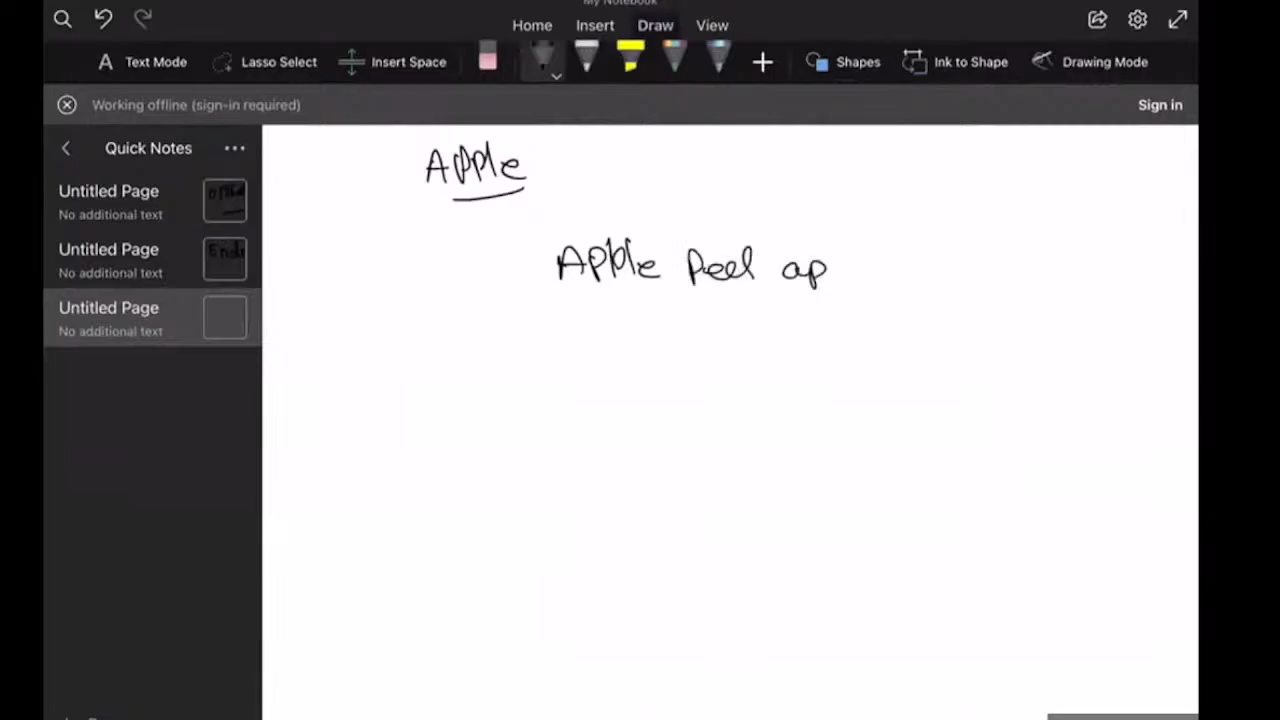 My Notebook
Home Insert Draw View
Text Mode Lasso Select Insert Space Shapes Ink to Shape Drawing Mode
Working offline (sign-in required) Sign in
Quick Notes
Untitled Page
No additional text
Untitled Page
No additional text
Untitled Page
No additional text
Apple
Apple Peel ap